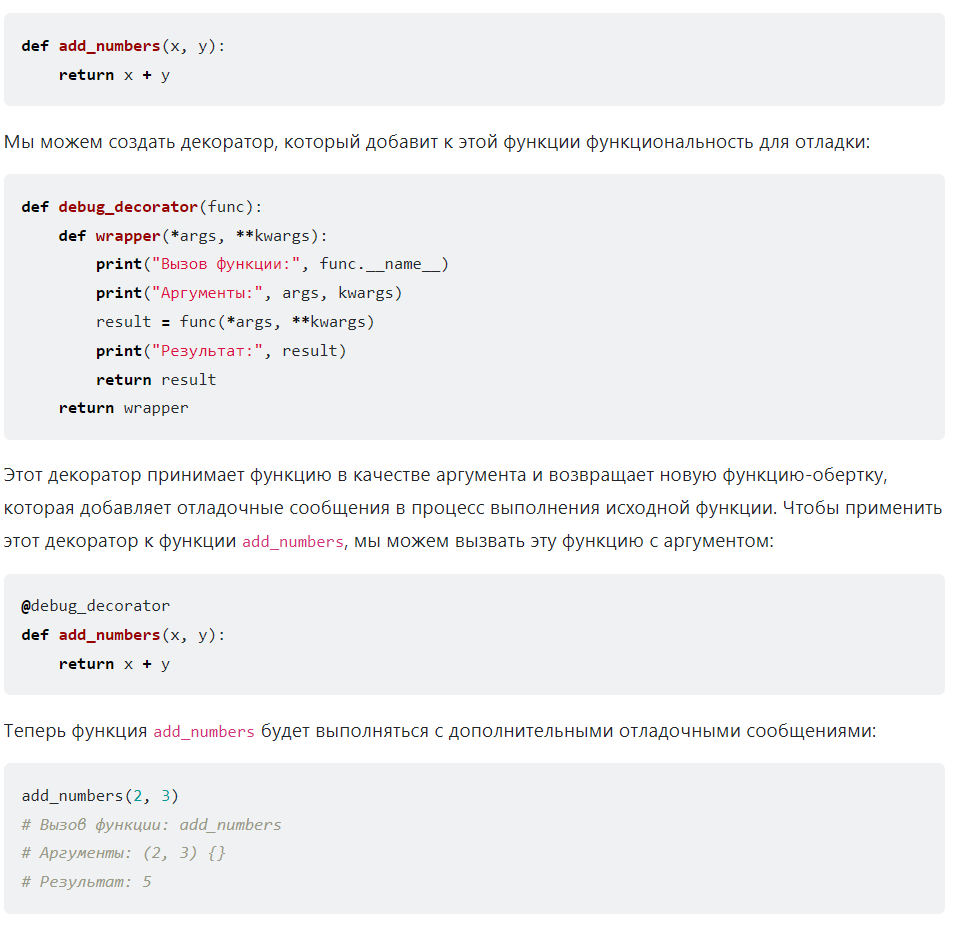 def add_numbers(x, y):
    return x + y
Мы можем создать декоратор, который добавит к этой функции функциональность для отладки:
def debug_decorator(func):
    def wrapper(*args, **kwargs):
        print("Вызов функции:", func.__name__)
        print("Аргументы:", args, kwargs)
        result = func(*args, **kwargs)
        print("Результат:", result)
        return result
    return wrapper
Этот декоратор принимает функцию в качестве аргумента и возвращает новую функцию-обертку,
которая добавляет отладочные сообщения в процесс выполнения исходной функции. Чтобы применить
этот декоратор к функции add_numbers, мы можем вызвать эту функцию с аргументом:
@debug_decorator
def add_numbers(x, y):
    return x + y
Теперь функция add_numbers будет выполняться с дополнительными отладочными сообщениями:
add_numbers(2, 3)
# Вызов функции: add_numbers
# Аргументы: (2, 3) {}
# Результат: 5